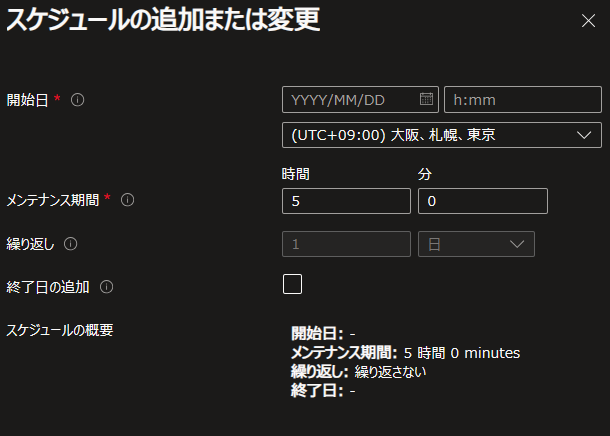 スケジュールの追加または変更
開始日 *
YYYY/MM/DD
h:mm
(UTC+09:00) 大阪、札幌、東京
時間
分
メンテナンス期間 *
5
0
繰り返し
1
日
終了日の追加
スケジュールの概要
開始日: -
メンテナンス期間: 5 時間 0 minutes
繰り返し: 繰り返さない
終了日: -